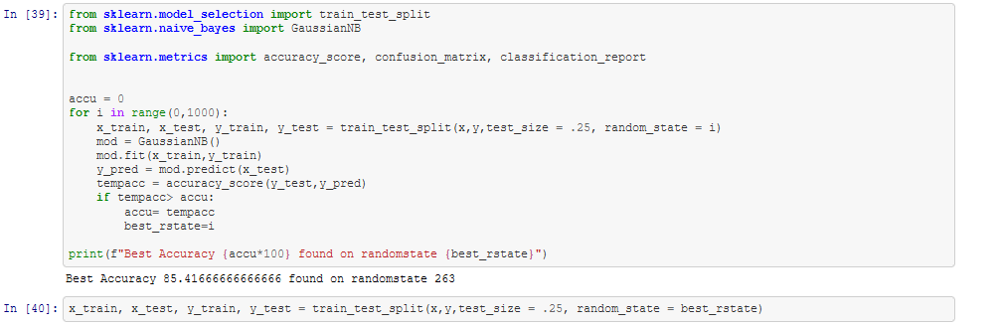 In [39]: from sklearn.model_selection import train_test_split
from sklearn.naive_bayes import GaussianNB
from sklearn.metrics import accuracy_score, confusion_matrix, classification_report
accu = 0
for i in range(0,1000):
    x_train, x_test, y_train, y_test = train_test_split(x,y,test_size = .25, random_state = i)
    mod = GaussianNB()
    mod.fit(x_train,y_train)
    y_pred = mod.predict(x_test)
    tempacc = accuracy_score(y_test,y_pred)
    if tempacc> accu:
        accu= tempacc
        best_rstate=i
print(f"Best Accuracy {accu*100} found on randomstate {best_rstate}")
Best Accuracy 85.41666666666666 found on randomstate 263
In [40]: x_train, x_test, y_train, y_test = train_test_split(x,y,test_size = .25, random_state = best_rstate)